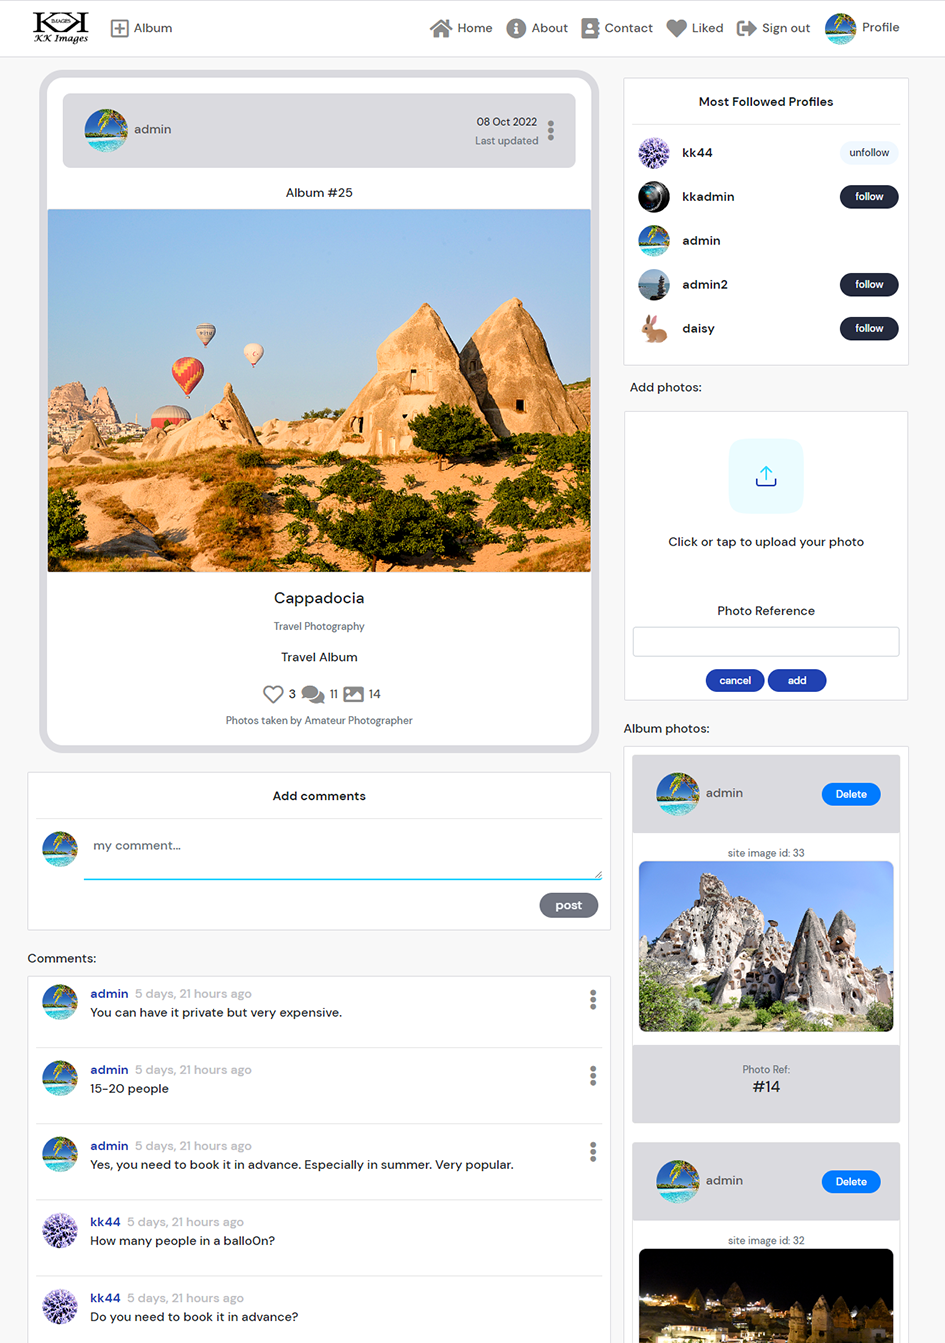 KK IMAGES
KK Images
Album
Home
About
Contact
Liked
Sign out
Profile
admin
08 Oct 2022
Last updated
Album #25
Cappadocia
Travel Photography
Travel Album
3 11 14
Photos taken by Amateur Photographer
Add comments
my comment...
post
Comments:
admin 5 days, 21 hours ago
You can have it private but very expensive.
admin 5 days, 21 hours ago
15-20 people
admin 5 days, 21 hours ago
Yes, you need to book it in advance. Especially in summer. Very popular.
kk44 5 days, 21 hours ago
How many people in a ballo0n?
kk44 5 days, 21 hours ago
Do you need to book it in advance?
Most Followed Profiles
kk44 unfollow
kkadmin follow
admin
admin2 follow
daisy follow
Add photos:
Click or tap to upload your photo
Photo Reference
cancel add
Album photos:
admin Delete
site image id: 33
Photo Ref:
#14
admin Delete
site image id: 32